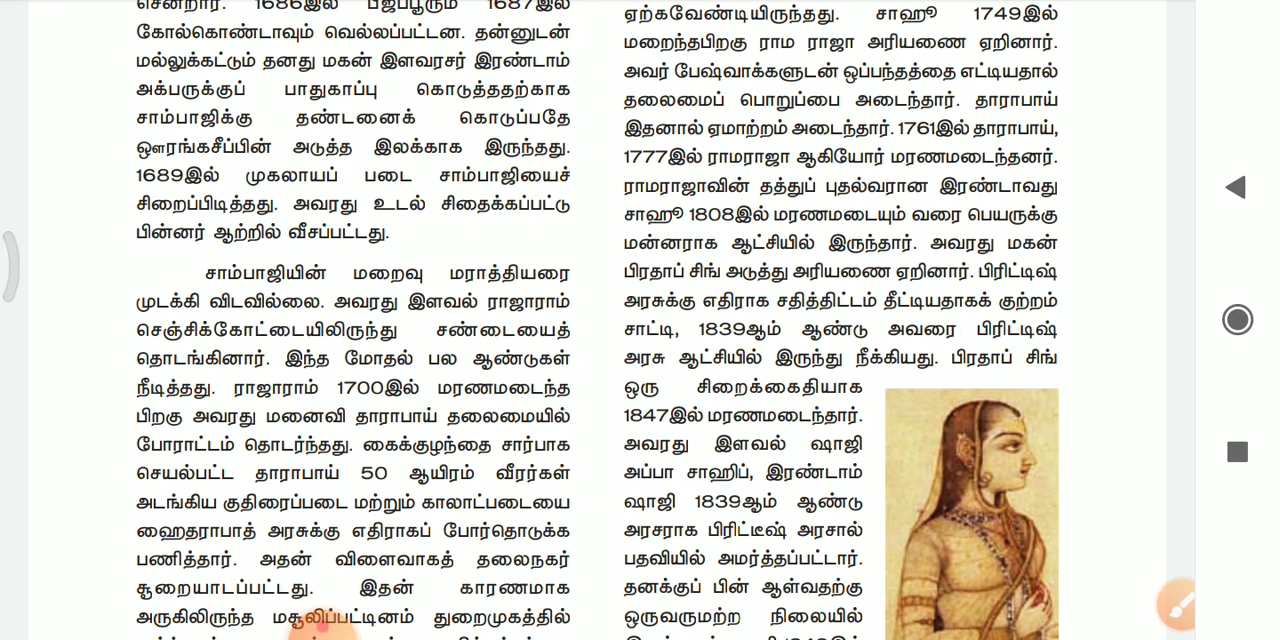 சென்றார். 1686இல் பிஜப்பூரும் 1687இல்
கோல்கொண்டாவும் வெல்லப்பட்டன. தன்னுடன்
மல்லுக்கட்டும் தனது மகன் இளவரசர் இரண்டாம்
அக்பருக்குப் பாதுகாப்பு கொடுத்ததற்காக
சாம்பாஜிக்கு தண்டனைக் கொடுப்பதே
ஔரங்கசீப்பின் அடுத்த இலக்காக இருந்தது.
1689இல் முகலாயப் படை சாம்பாஜியைச்
சிறைப்பிடித்தது. அவரது உடல் சிதைக்கப்பட்டு
பின்னர் ஆற்றில் வீசப்பட்டது.
சாம்பாஜியின் மறைவு மராத்தியரை
முடக்கி விடவில்லை. அவரது இளவல் ராஜாராம்
செஞ்சிக்கோட்டையிலிருந்து சண்டையைத்
தொடங்கினார். இந்த மோதல் பல ஆண்டுகள்
நீடித்தது. ராஜாராம் 1700இல் மரணமடைந்த
பிறகு அவரது மனைவி தாராபாய் தலைமையில்
போராட்டம் தொடர்ந்தது. கைக்குழந்தை சார்பாக
செயல்பட்ட தாராபாய் 50 ஆயிரம் வீரர்கள்
அடங்கிய குதிரைப்படை மற்றும் காலாட்படையை
ஹைதராபாத் அரசுக்கு எதிராகப் போர்தொடுக்க
பணித்தார். அதன் விளைவாகத் தலைநகர்
சூறையாடப்பட்டது. இதன் காரணமாக
அருகிலிருந்த மசூலிப்பட்டினம் துறைமுகத்தில்
ஏற்கவேண்டியிருந்தது. சாஹூ 1749இல்
மறைந்தபிறகு ராம ராஜா அரியணை ஏறினார்.
அவர் பேஷ்வாக்களுடன் ஒப்பந்தத்தை எட்டியதால்
தலைமைப் பொறுப்பை அடைந்தார். தாராபாய்
இதனால் ஏமாற்றம் அடைந்தார். 1761இல் தாராபாய்,
1777இல் ராமராஜா ஆகியோர் மரணமடைந்தனர்.
ராமராஜாவின் தத்துப் புதல்வரான இரண்டாவது
சாஹூ 1808இல் மரணமடையும் வரை பெயருக்கு
மன்னராக ஆட்சியில் இருந்தார். அவரது மகன்
பிரதாப் சிங் அடுத்து அரியணை ஏறினார். பிரிட்டிஷ்
அரசுக்கு எதிராக சதித்திட்டம் தீட்டியதாகக் குற்றம்
சாட்டி, 1839ஆம் ஆண்டு அவரை பிரிட்டிஷ்
அரசு ஆட்சியில் இருந்து நீக்கியது. பிரதாப் சிங்
ஒரு சிறைக்கைதியாக
1847இல் மரணமடைந்தார்.
அவரது இளவல் ஷாஜி
அப்பா சாஹிப், இரண்டாம்
ஷாஜி 1839ஆம் ஆண்டு
அரசராக பிரிட்டீஷ் அரசால்
பதவியில் அமர்த்தப்பட்டார்.
தனக்குப் பின் ஆள்வதற்கு
ஒருவருமற்ற நிலையில்